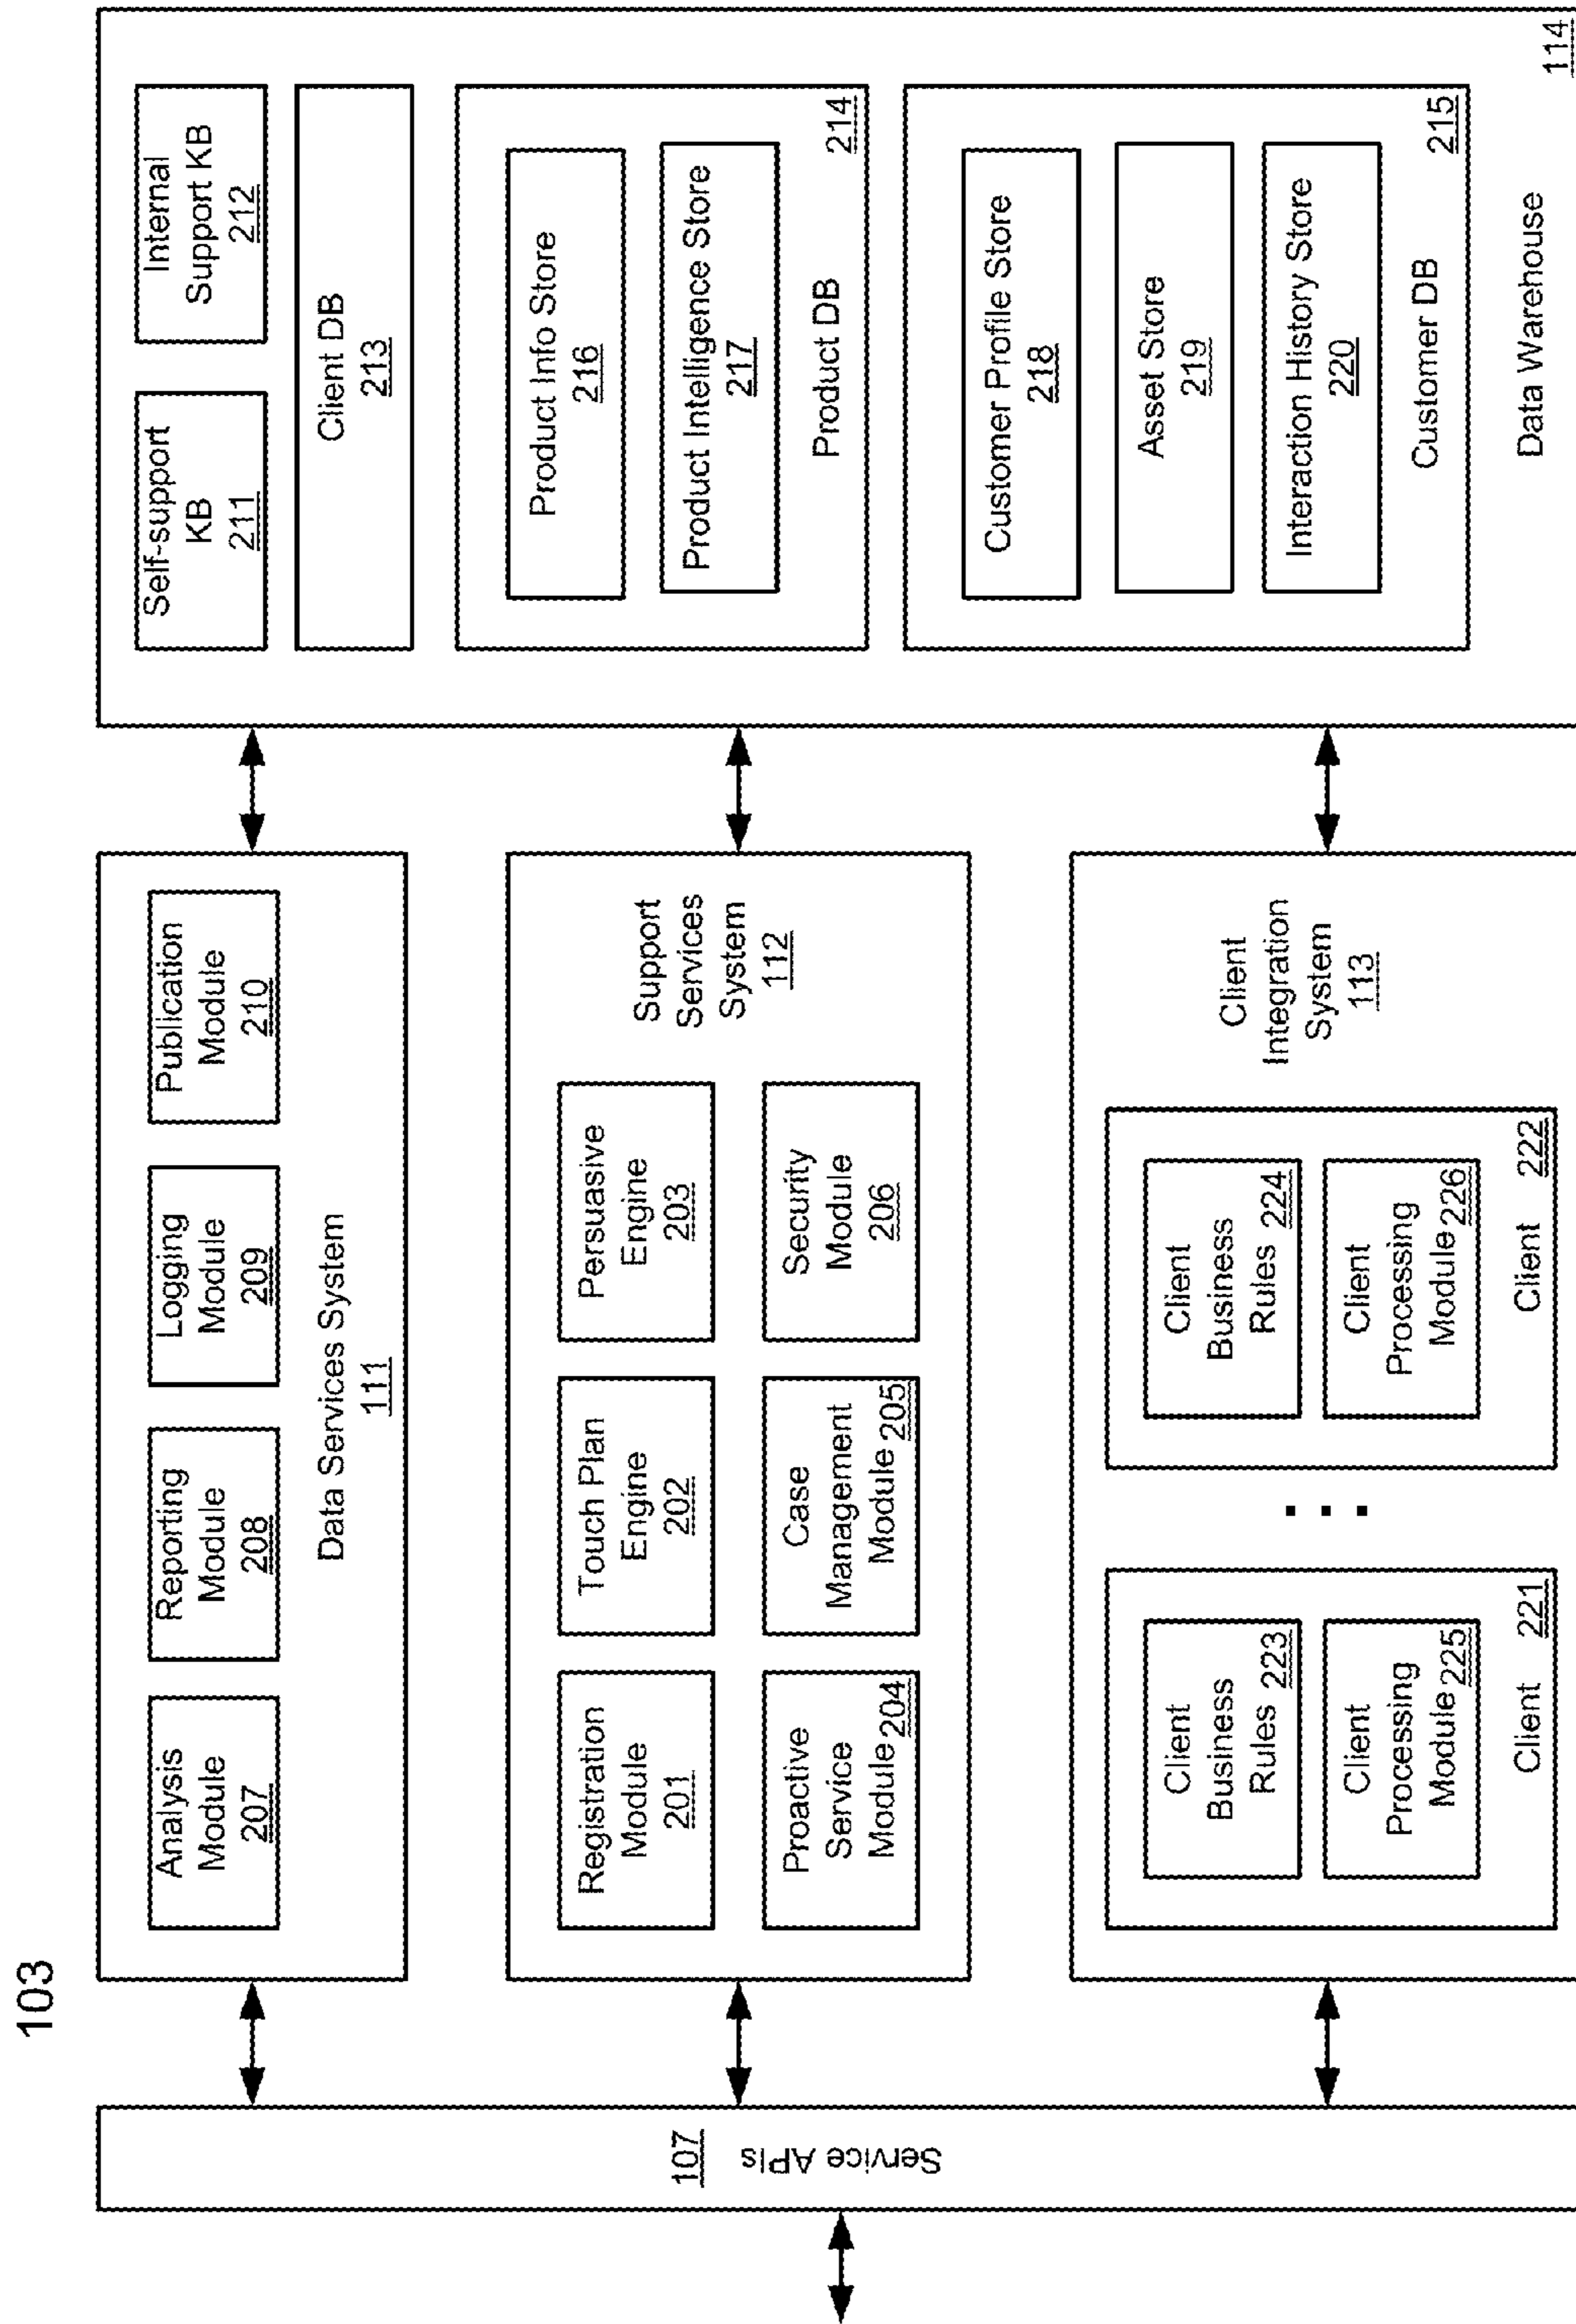 103
Service APIs
107
Analysis
Module
207
Reporting
Module
208
Logging
Module
209
Publication
Module
210
Data Services System
111
Registration
Module
201
Touch Plan
Engine
202
Persuasive
Engine
203
Proactive
Service
Module 204
Case
Management
Module 205
Security
Module
206
Support
Services
System
112
Client
Business
Rules 223
Client
Processing
Module 225
Client 221
. . .
Client
Business
Rules 224
Client
Processing
Module 226
Client 222
Client
Integration
System
113
Self-support
KB
211
Internal
Support KB
212
Client DB
213
Product Info Store
216
Product Intelligence Store
217
Product DB
214
Customer Profile Store
218
Asset Store
219
Interaction History Store
220
Customer DB
215
Data Warehouse
114